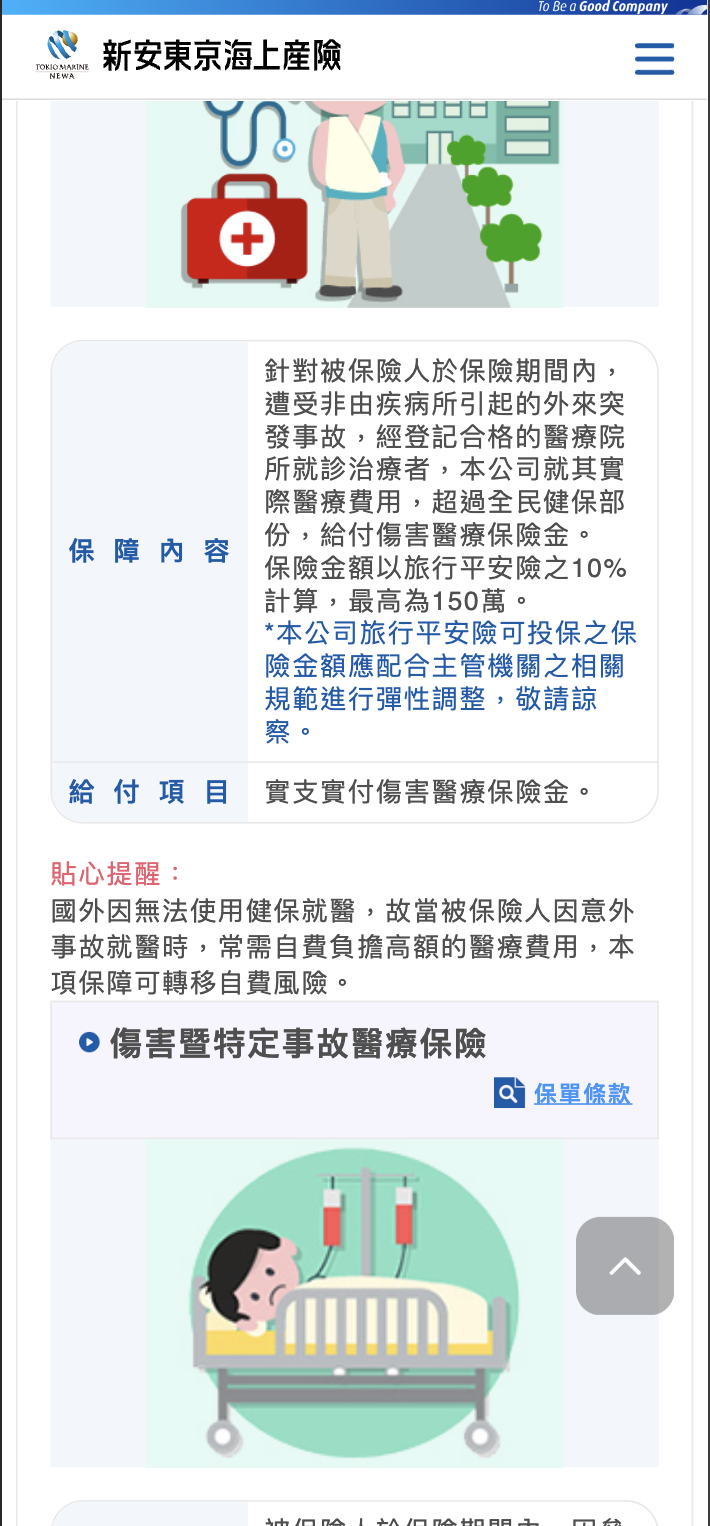 To Be a Good Company
TOKIO MARINE
NEWA
新安東京海上産險
保障內容
針對被保險人於保險期間內，
遭受非由疾病所引起的外來突
發事故，經登記合格的醫療院
所就診治療者，本公司就其實
際醫療費用，超過全民健保部
份，給付傷害醫療保險金。
保險金額以旅行平安險之10%
計算，最高為150萬。
*本公司旅行平安險可投保之保
險金額應配合主管機關之相關
規範進行彈性調整，敬請諒
察。
給付項目
實支實付傷害醫療保險金。
貼心提醒：
國外因無法使用健保就醫，故當被保險人因意外
事故就醫時，常需自費負擔高額的醫療費用，本
項保障可轉移自費風險。
傷害暨特定事故醫療保險
保單條款